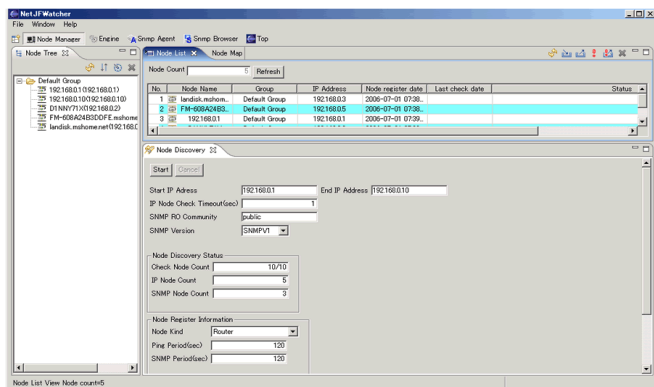 NetJFWatcher
File Window Help
Node Manager Engine Snmp Agent Snmp Browser Top
Node Tree
Default Group
192.168.0.1(192.168.0.1)
192.168.0.10(192.168.0.10)
D1NNY71X(192.168.0.2)
FM-608A24B3DDFE.mshome
landisk.mshome.net(192.168.0
Node List Node Map
Node Count 5 Refresh
No. Node Name Group IP Address Node register date Last check date Status
1 landisk.mshom.. Default Group 192.168.0.3 2006-07-01 07:38..
2 FM-608A24B3.. Default Group 192.168.0.5 2006-07-01 07:38..
3 192.168.0.1 Default Group 192.168.0.1 2006-07-01 07:39..
Node Discovery
Start Cancel
Start IP Adress 192.168.0.1 End IP Address 192.168.0.10
IP Node Check Timeout(sec) 1
SNMP RO Community public
SNMP Version SNMPV1
Node Discovery Status
Check Node Count 10/10
IP Node Count 5
SNMP Node Count 3
Node Register Information
Node Kind Router
Ping Period(sec) 120
SNMP Period(sec) 120
Node List View Node count=5